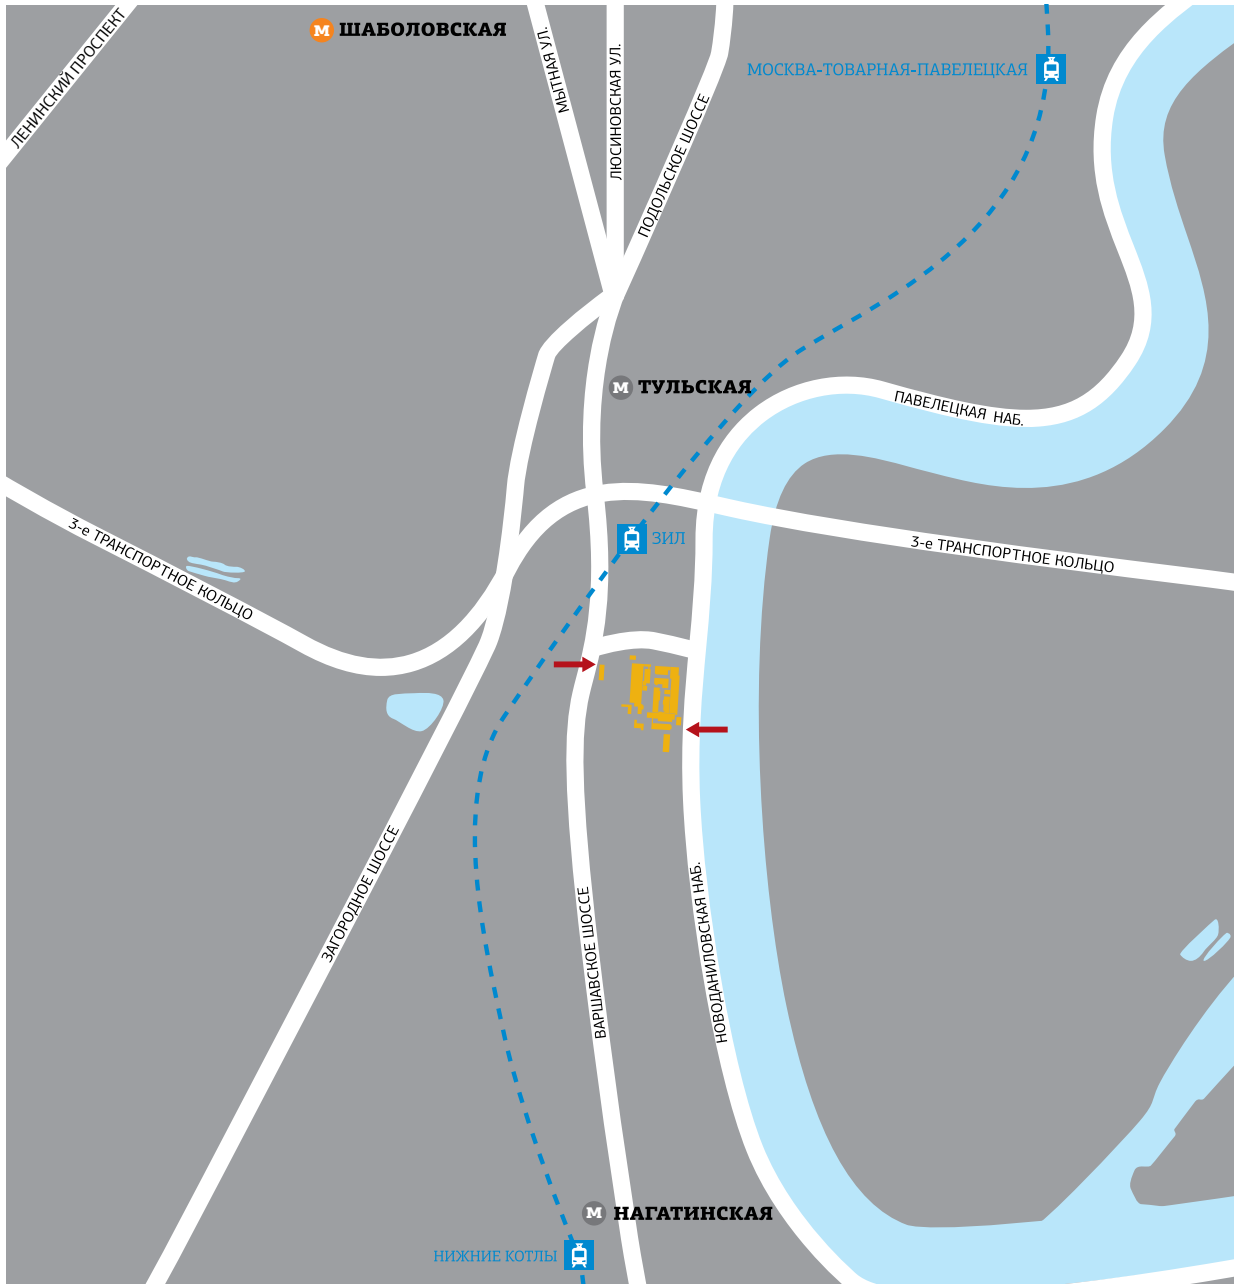 ЛЕНИНСКИЙ ПРОСПЕКТ
М ШАБОЛОВСКАЯ
МЫТНАЯ УЛ.
ЛЮСИНОВСКАЯ УЛ.
ПОДОЛЬСКОЕ ШОССЕ
МОСКВА-ТОВАРНАЯ-ПАВЕЛЕЦКАЯ
М ТУЛЬСКАЯ
ПАВЕЛЕЦКАЯ НАБ.
3-е ТРАНСПОРТНОЕ КОЛЬЦО
ЗИЛ
3-е ТРАНСПОРТНОЕ КОЛЬЦО
ЗАГОРОДНОЕ ШОССЕ
ВАРШАВСКОЕ ШОССЕ
НОВОДАНИЛОВСКАЯ НАБ.
М НАГАТИНСКАЯ
НИЖНИЕ КОТЛЫ